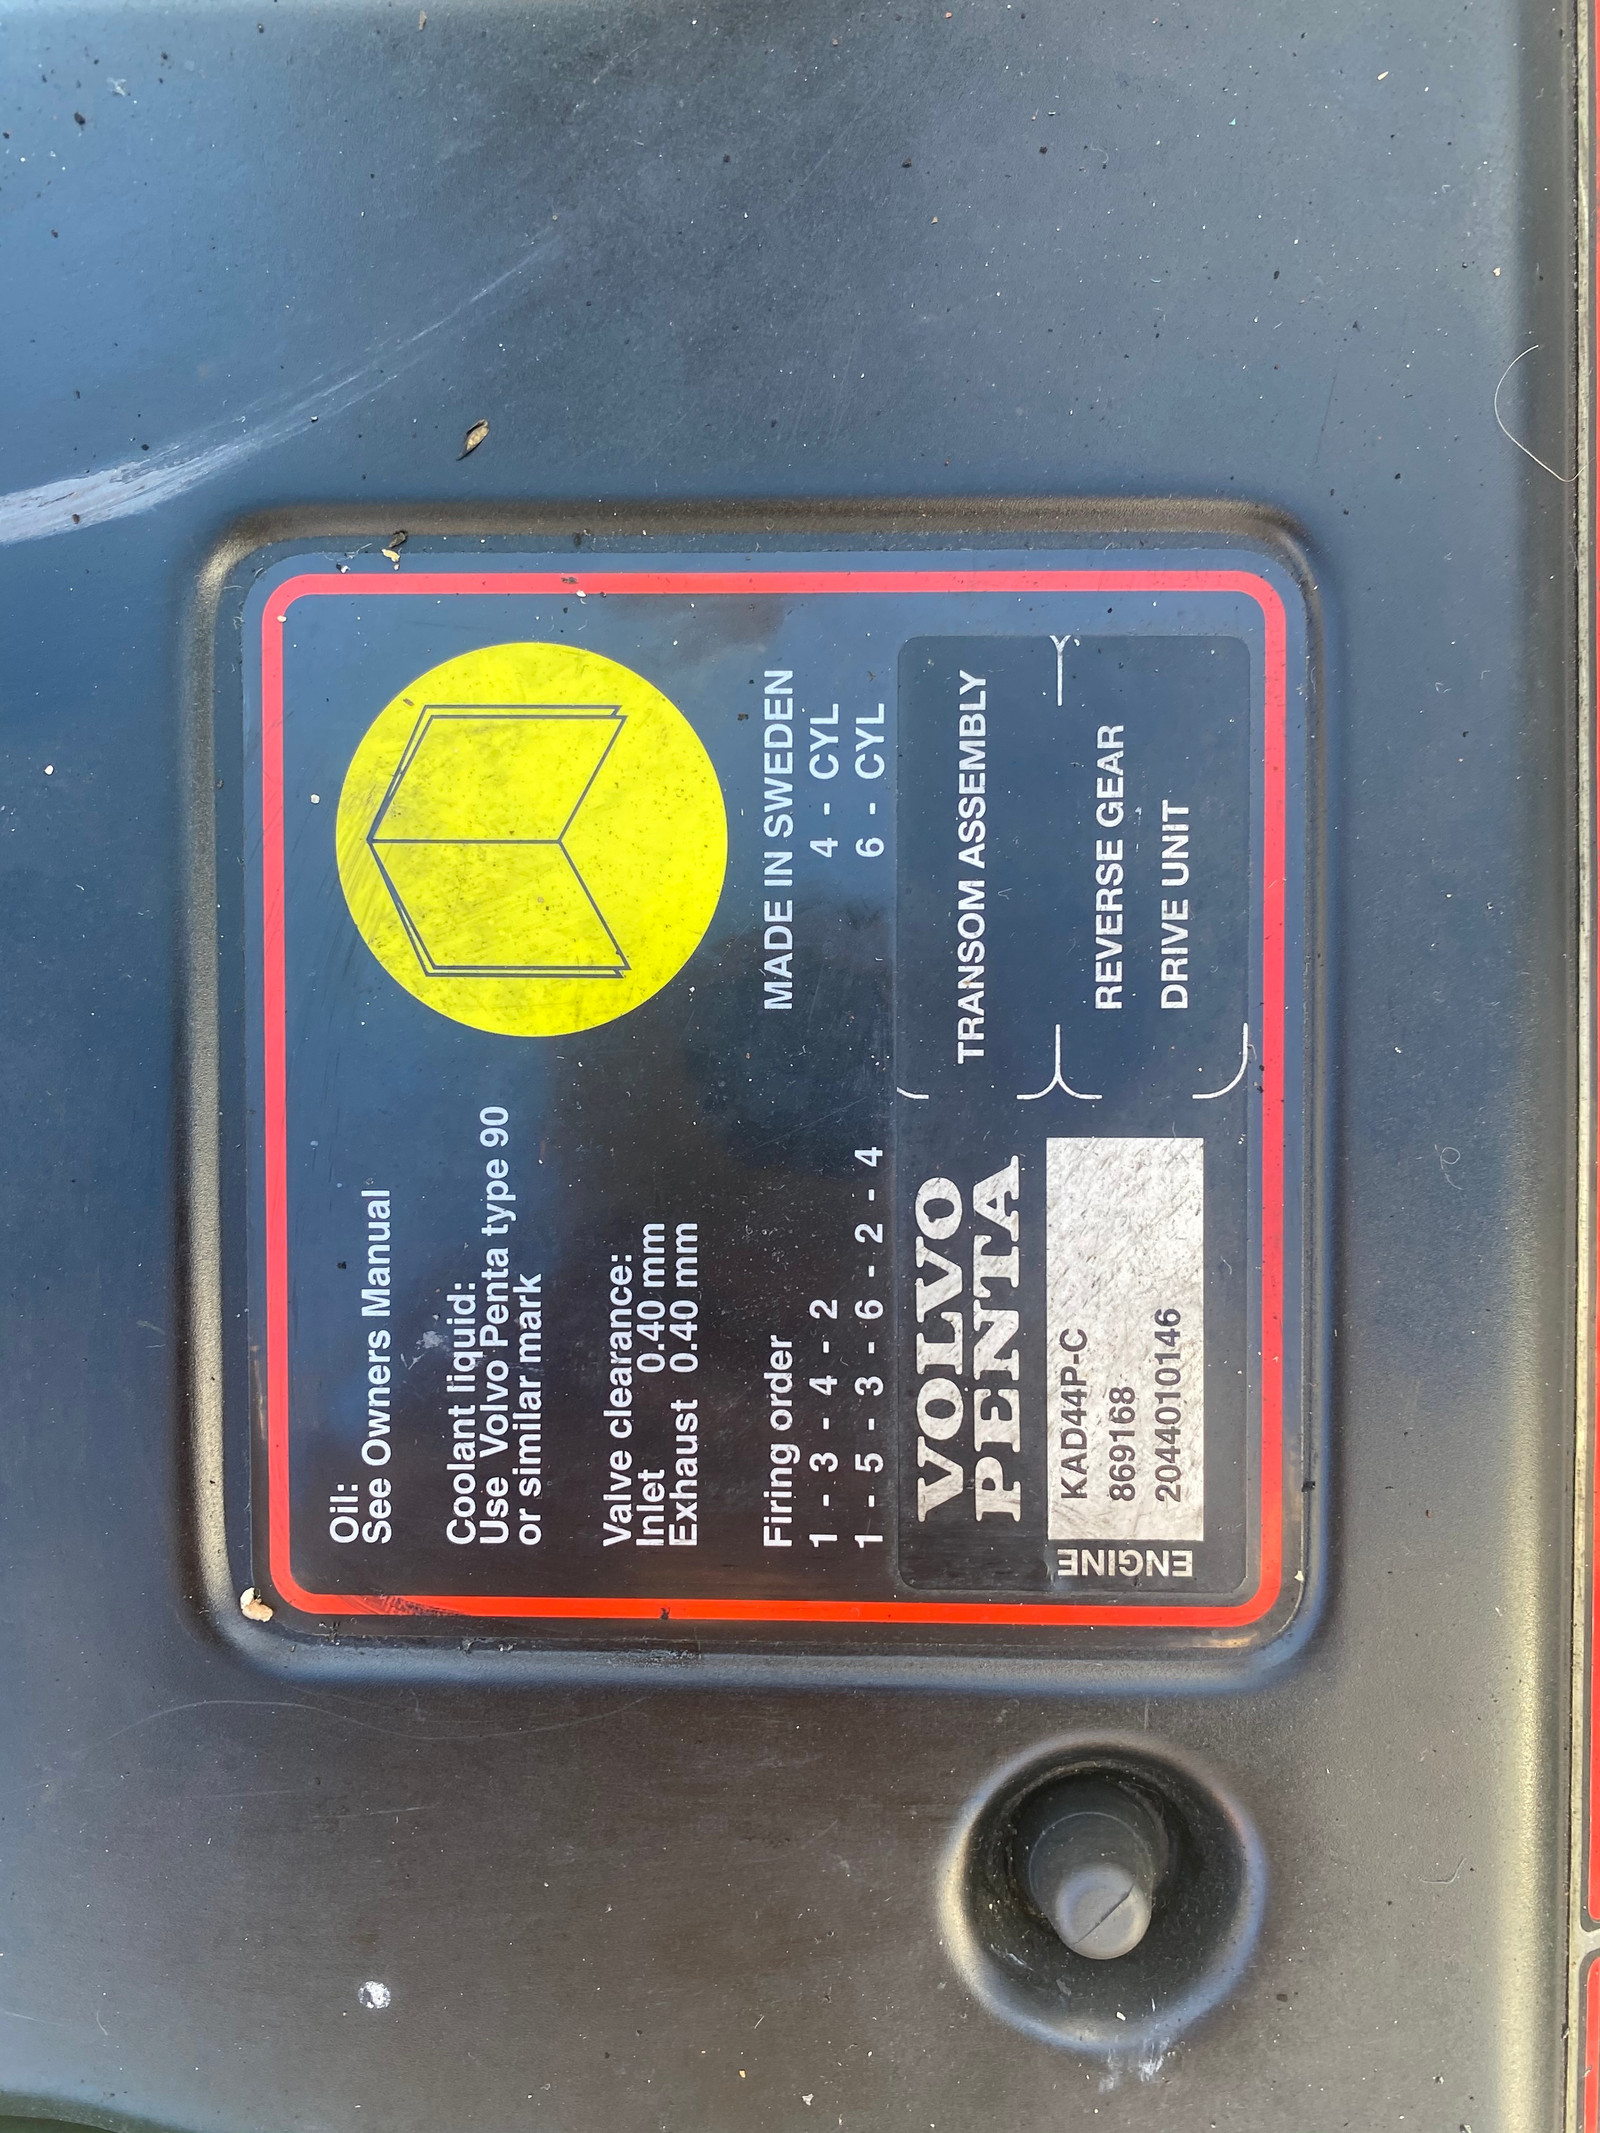 Oil:
See Owners Manual
Coolant liquid:
Use Volvo Penta type 90
or similar mark
Valve clearance:
Inlet 0.40 mm
Exhaust 0.40 mm
Firing order MADE IN SWEDEN
1 - 3 - 4 - 2 4 - CYL
1 - 5 - 3 - 6 - 2 - 4 6 - CYL
VOLVO
PENTA
TRANSOM ASSEMBLY
ENGINE
KAD44P-C
869168
2044010146
REVERSE GEAR
DRIVE UNIT